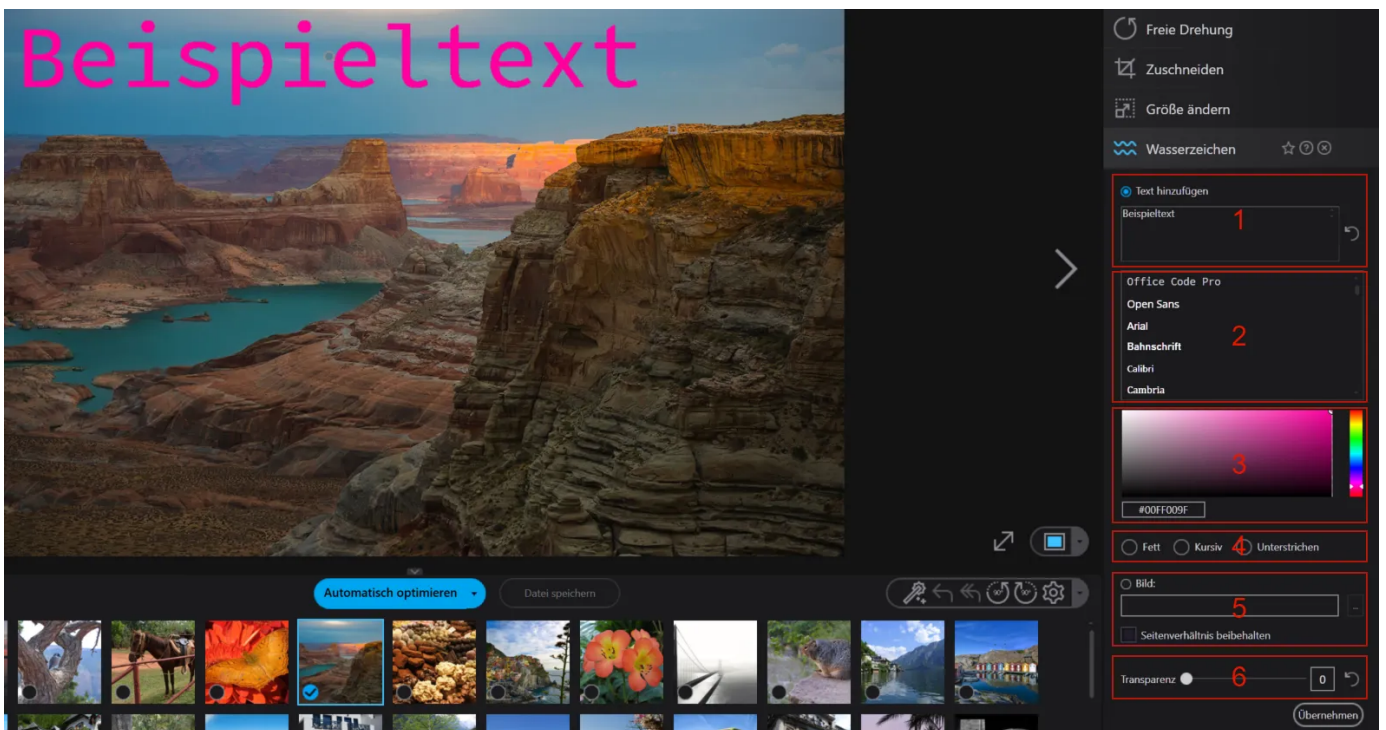 Beispieltext
Freie Drehung
Zuschneiden
Größe ändern
Wasserzeichen
Text hinzufügen
Beispieltext
1
Office Code Pro
Open Sans
Arial
Bahnschrift
Calibri
Cambria
2
3
#00FF009F
Fett Kursiv 4 Unterstrichen
Bild:
5
...
Seitenverhältnis beibehalten
Transparenz 6 0
Übernehmen
Automatisch optimieren Datei speichern 90° 90°